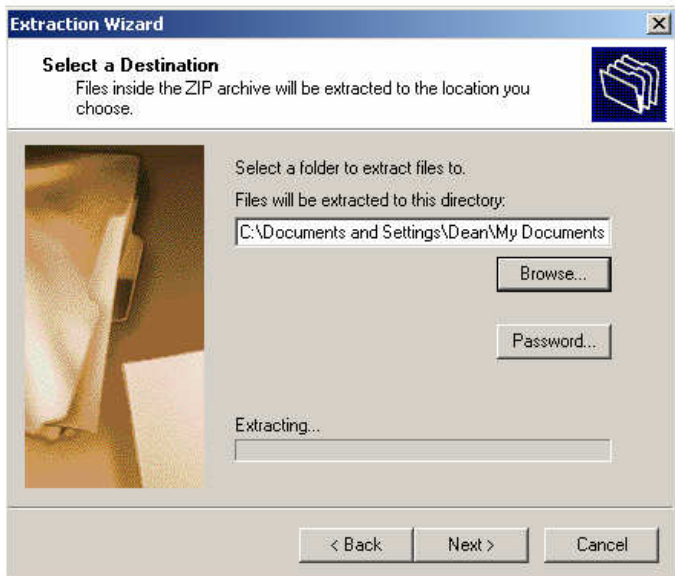 Extraction Wizard
Select a Destination
Files inside the ZIP archive will be extracted to the location you
choose.
Select a folder to extract files to.
Files will be extracted to this directory:
C:\Documents and Settings\Dean\My Documents
Browse...
Password...
Extracting...
< Back Next > Cancel